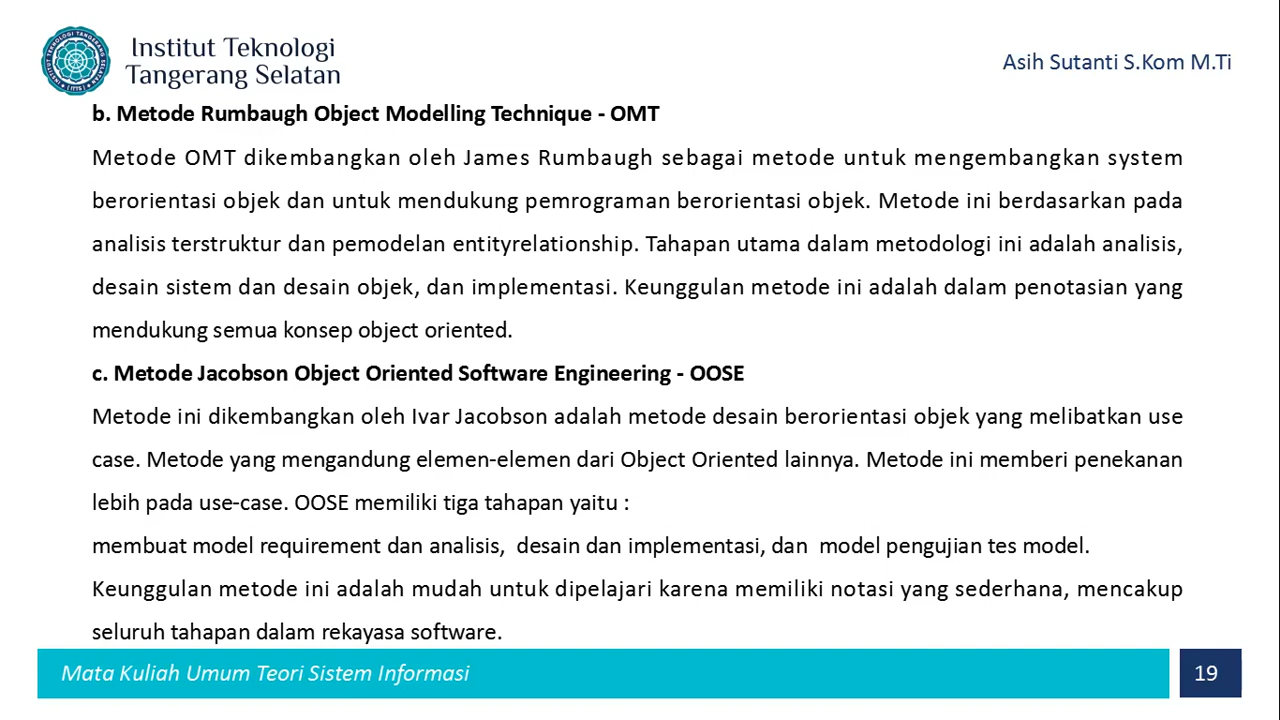 Institut Teknologi
Tangerang Selatan
Asih Sutanti S.Kom M.Ti
b. Metode Rumbaugh Object Modelling Technique - OMT
Metode OMT dikembangkan oleh James Rumbaugh sebagai metode untuk mengembangkan system
berorientasi objek dan untuk mendukung pemrograman berorientasi objek. Metode ini berdasarkan pada
analisis terstruktur dan pemodelan entityrelationship. Tahapan utama dalam metodologi ini adalah analisis,
desain sistem dan desain objek, dan implementasi. Keunggulan metode ini adalah dalam penotasian yang
mendukung semua konsep object oriented.
c. Metode Jacobson Object Oriented Software Engineering - OOSE
Metode ini dikembangkan oleh Ivar Jacobson adalah metode desain berorientasi objek yang melibatkan use
case. Metode yang mengandung elemen-elemen dari Object Oriented lainnya. Metode ini memberi penekanan
lebih pada use-case. OOSE memiliki tiga tahapan yaitu :
membuat model requirement dan analisis,  desain dan implementasi, dan  model pengujian tes model.
Keunggulan metode ini adalah mudah untuk dipelajari karena memiliki notasi yang sederhana, mencakup
seluruh tahapan dalam rekayasa software.
Mata Kuliah Umum Teori Sistem Informasi
19